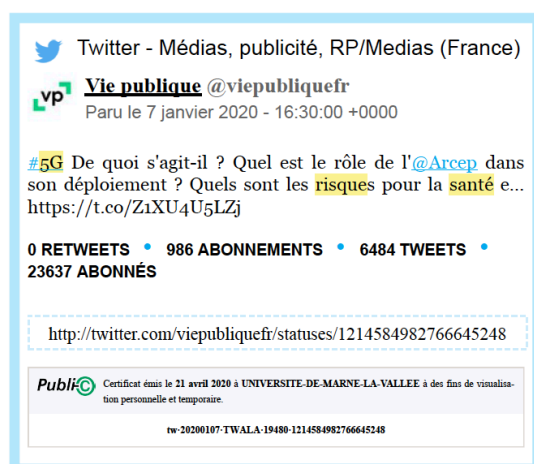 Twitter - Médias, publicité, RP/Medias (France)
vp
Vie publique @viepubliquefr
Paru le 7 janvier 2020 - 16:30:00 +0000
#5G De quoi s'agit-il ? Quel est le rôle de l'@Arcep dans
son déploiement ? Quels sont les risques pour la santé e...
https://t.co/Z1XU4U5LZj
0 RETWEETS • 986 ABONNEMENTS • 6484 TWEETS •
23637 ABONNÉS
http://twitter.com/viepubliquefr/statuses/1214584982766645248
Publi©
Certificat émis le 21 avril 2020 à UNIVERSITE-DE-MARNE-LA-VALLEE à des fins de visualisa-
tion personnelle et temporaire.
tw·20200107·TWALA·19480·1214584982766645248